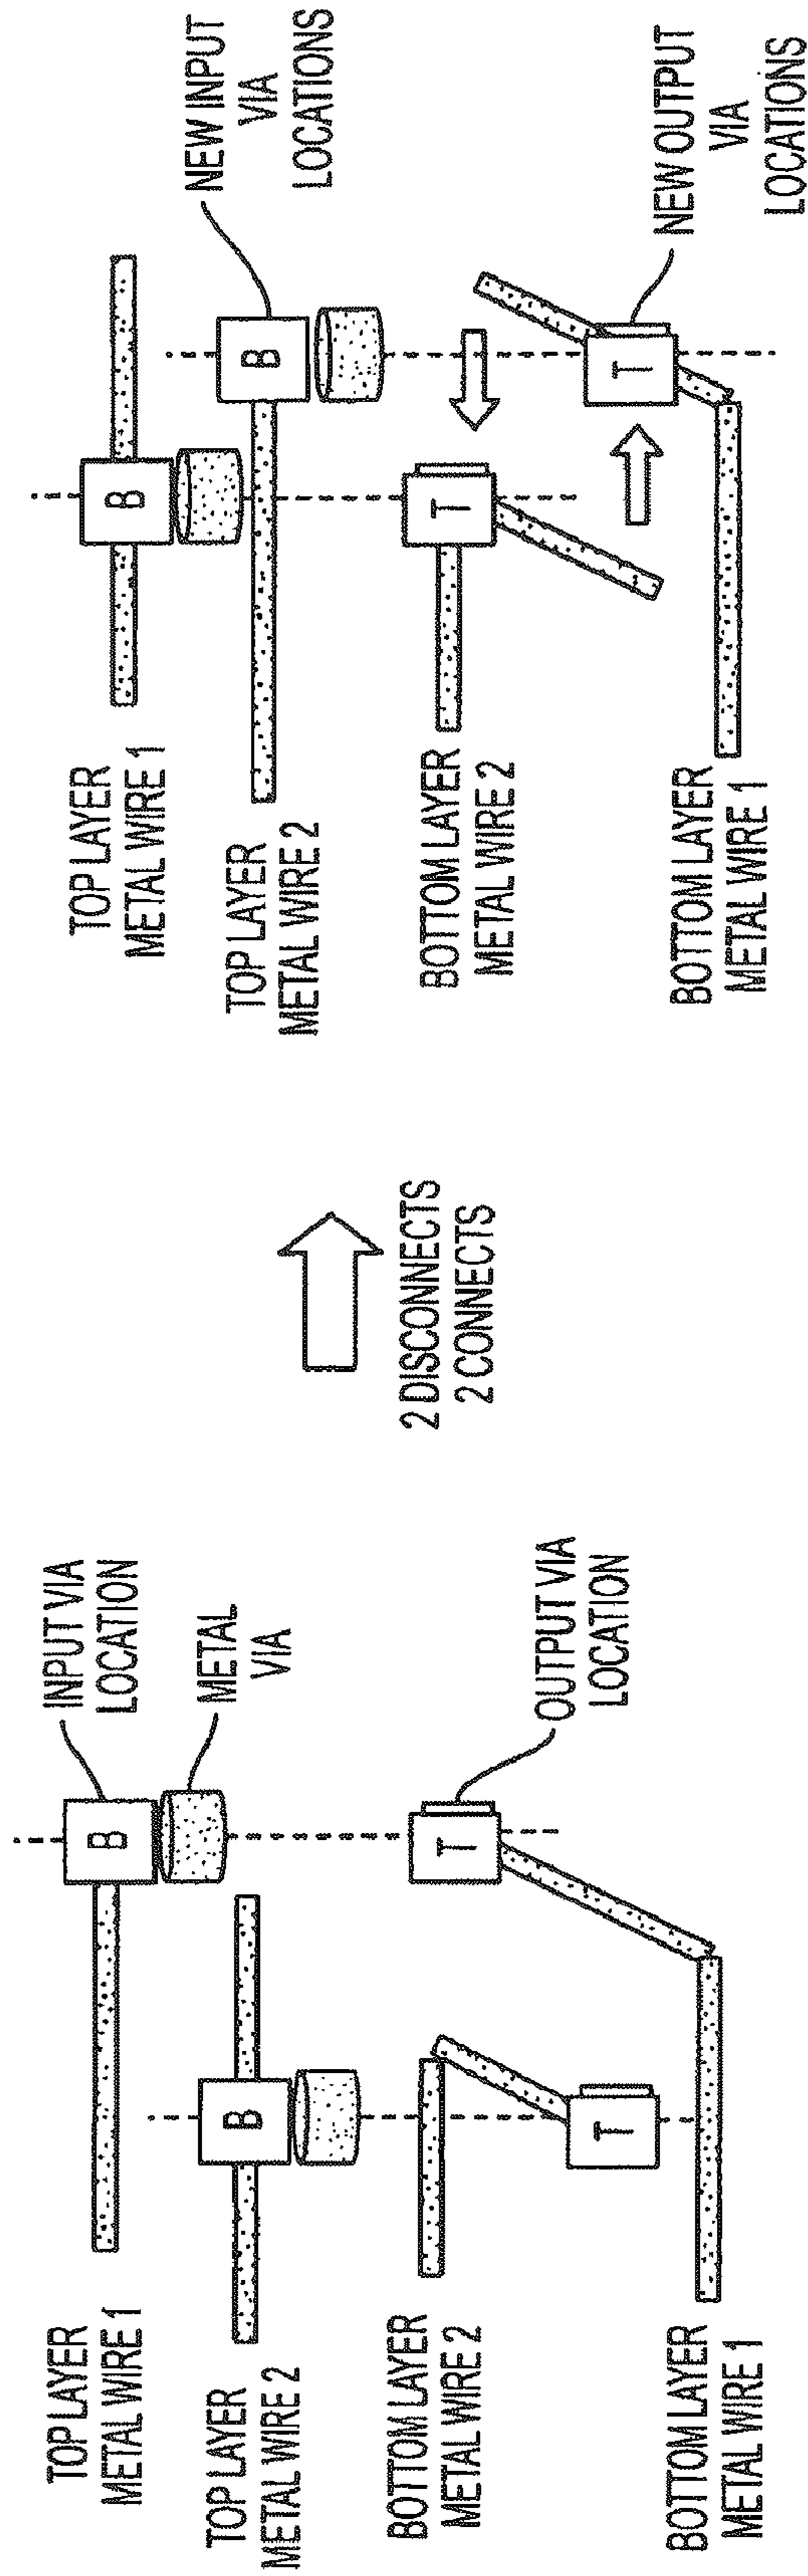 TOP LAYER
METAL WIRE 1
TOP LAYER
METAL WIRE 2
BOTTOM LAYER
METAL WIRE 2
BOTTOM LAYER
METAL WIRE 1
B
B
T
T
INPUT VIA
LOCATION
METAL
VIA
OUTPUT VIA
LOCATION
2 DISCONNECTS
2 CONNECTS
TOP LAYER
METAL WIRE 1
TOP LAYER
METAL WIRE 2
BOTTOM LAYER
METAL WIRE 2
BOTTOM LAYER
METAL WIRE 1
B
B
T
T
NEW INPUT
VIA
LOCATIONS
NEW OUTPUT
VIA
LOCATIONS